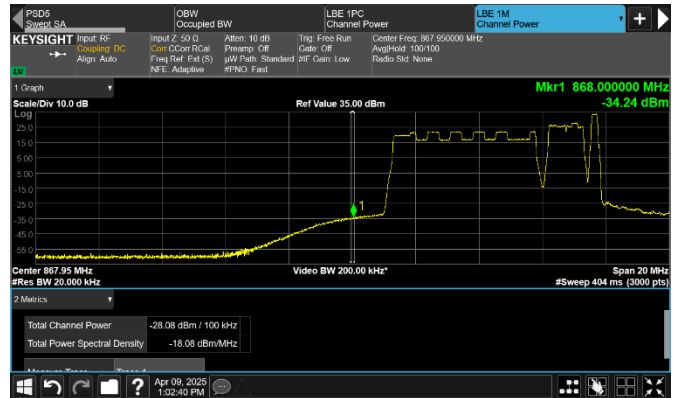 PSD5
Swept SA
OBW
Occupied BW
LBE 1PC
Channel Power
LBE 1M
Channel Power
KEYSIGHT
Input: RF
Coupling: DC
Align: Auto
Input Z: 50 Ω
Corr CCorr RCal
Freq Ref: Ext (S)
NFE: Adaptive
Atten: 10 dB
Preamp: Off
µW Path: Standard
#PNO: Fast
Trig: Free Run
Gate: Off
#IF Gain: Low
Center Freq: 867.950000 MHz
Avg|Hold: 100/100
Radio Std: None
1 Graph
Mkr1 868.000000 MHz
-34.24 dBm
Scale/Div 10.0 dB
Ref Value 35.00 dBm
Log
25.0
15.0
5.00
-5.00
-15.0
-25.0
-35.0
-45.0
-55.0
1
Center 867.95 MHz
Video BW 200.00 kHz*
Span 20 MHz
#Res BW 20.000 kHz
#Sweep 404 ms (3000 pts)
2 Metrics
Total Channel Power
-28.08 dBm / 100 kHz
Total Power Spectral Density
-18.08 dBm/MHz
Measure Trace
Trace 1
Apr 09, 2025
1:02:40 PM